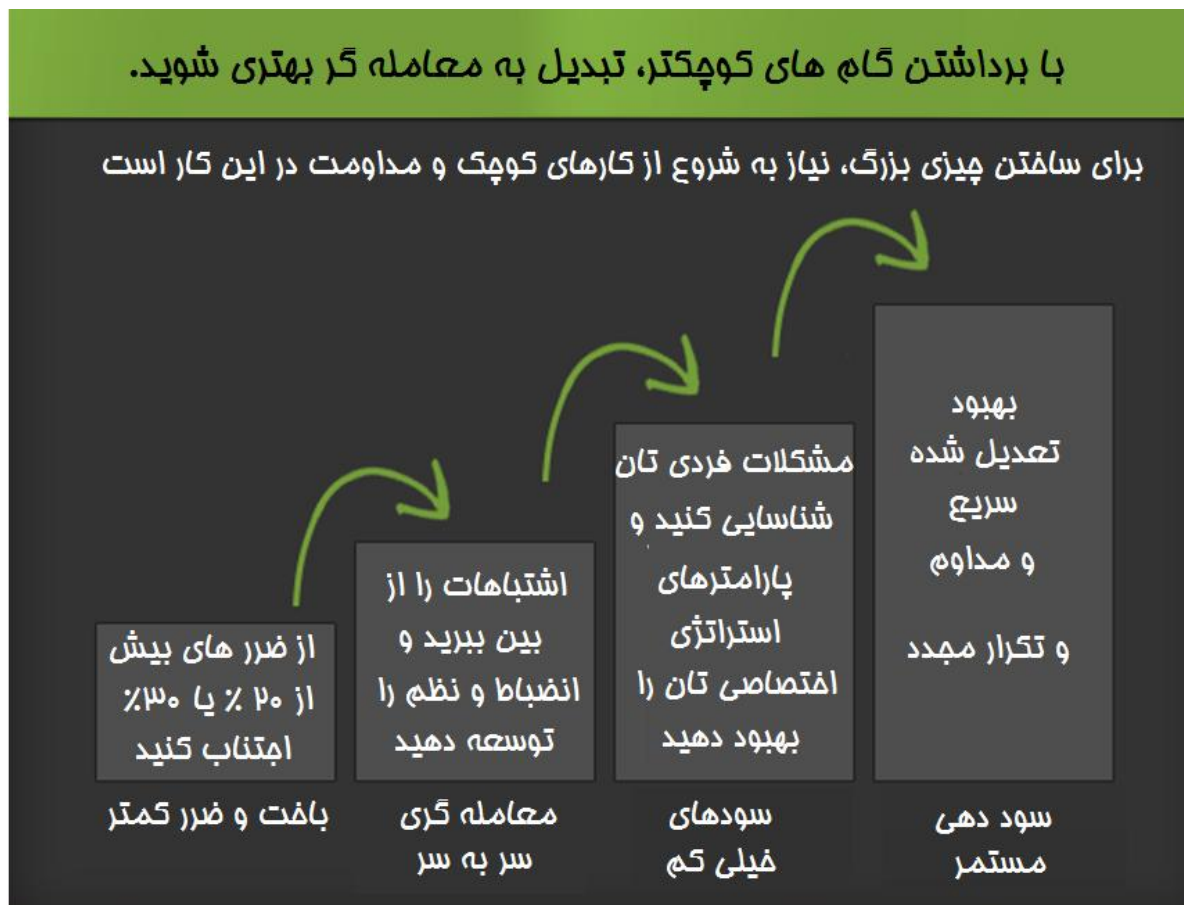 با برداشتن گام های کوچکتر، تبدیل به معامله گر بهتری شوید.
برای ساختن چیزی بزرگ، نیاز به شروع از کارهای کوچک و مداومت در این کار است
از ضرر های بیش
از ۲۰ % یا ۳۰%
اجتناب کنید
باخت و ضرر کمتر
اشتباهات را از
بین ببرید و
انضباط و نظم را
توسعه دهید
معامله گری
سر به سر
مشکلات فردی تان
شناسایی کنید و
پارامترهای
استراتژی
اختصاصی تان را
بهبود دهید
سودهای
خیلی کم
بهبود
تعدیل شده
سریع
و مداوم
و تکرار مجدد
سود دهی
مستمر